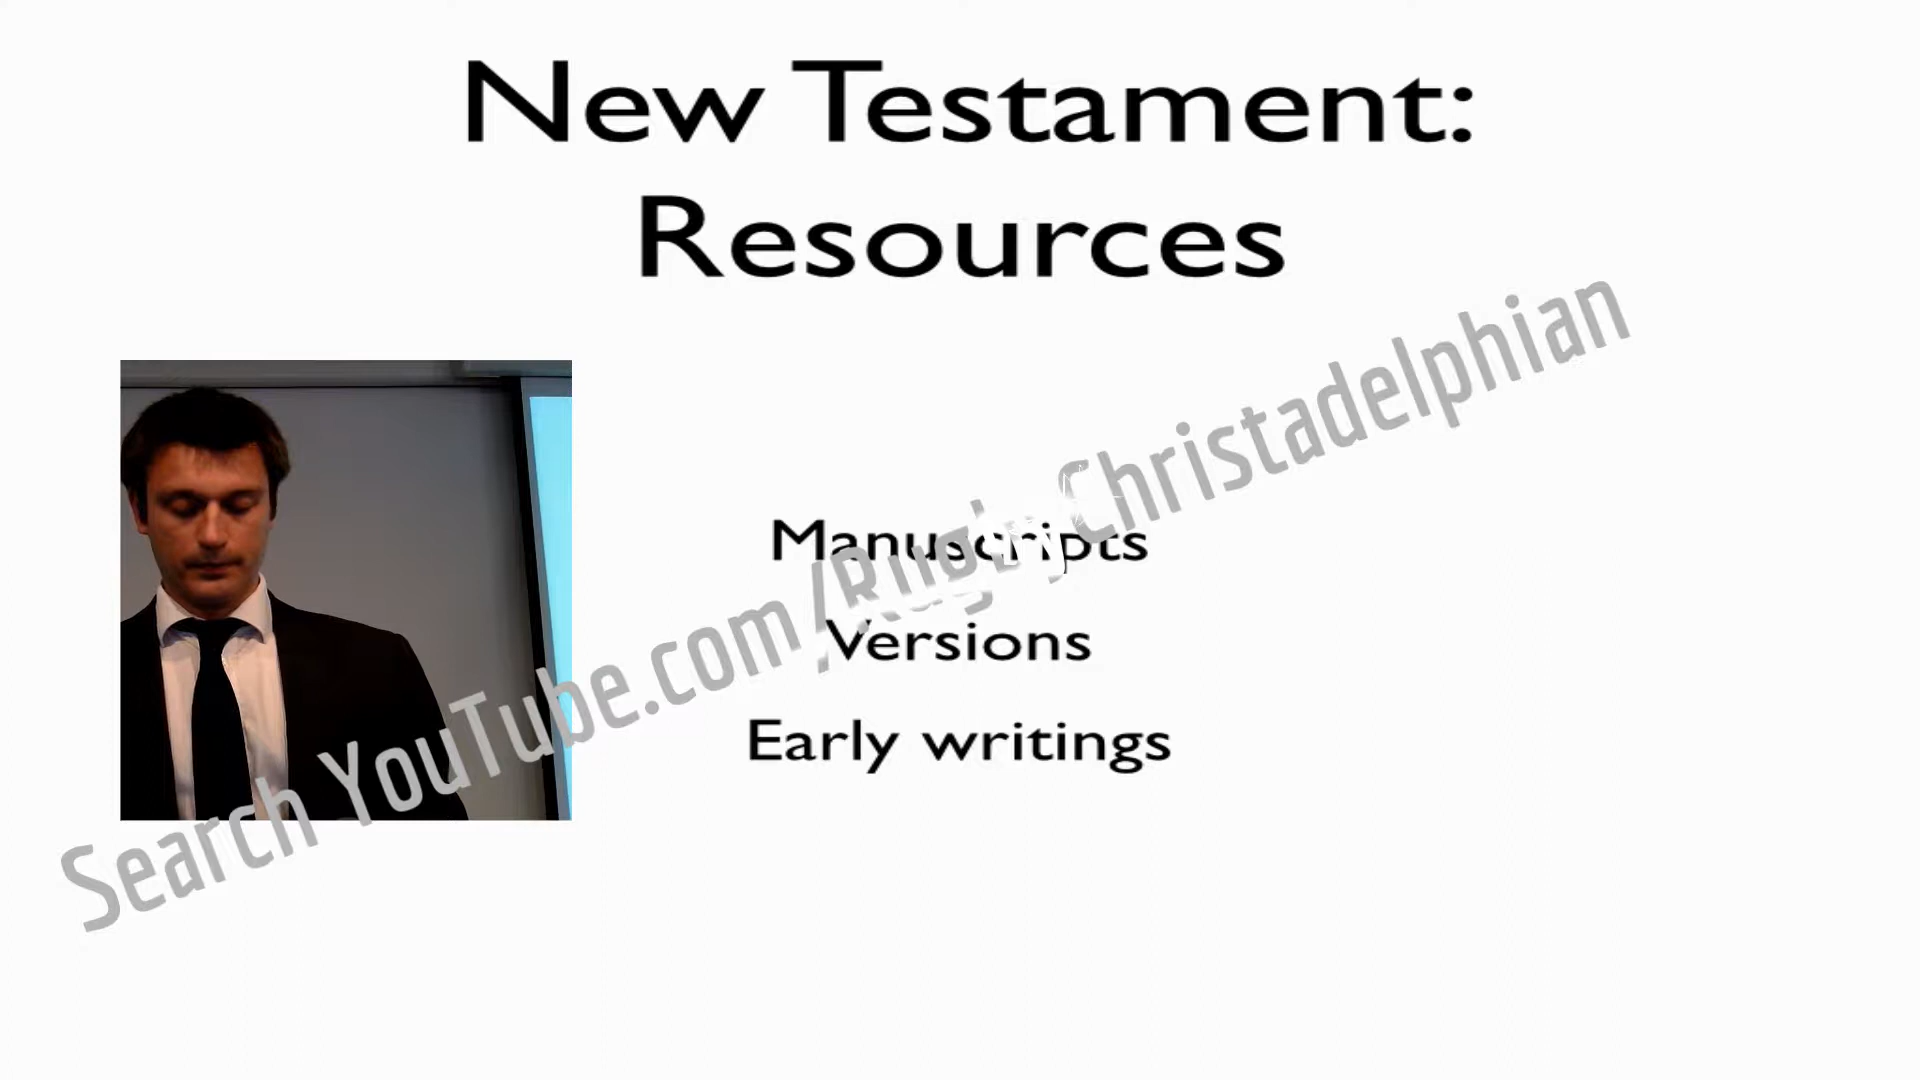 New Testament:
Resources
Manuscripts
Versions
Early writings
Search YouTube.com/RugbyChristadelphian